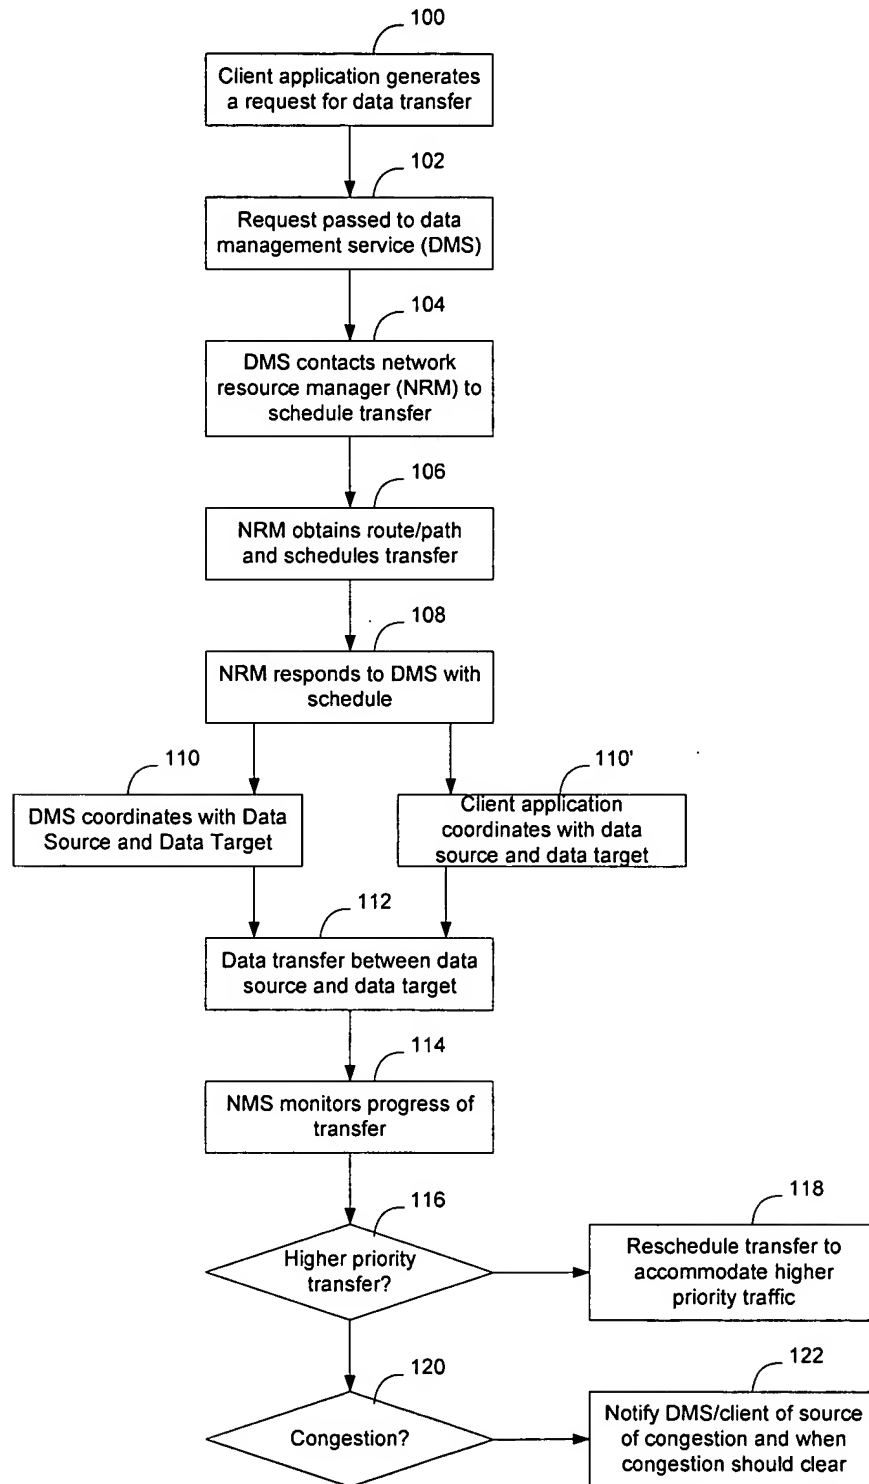 100
Client application generates
a request for data transfer
102
Request passed to data
management service (DMS)
104
DMS contacts network
resource manager (NRM) to
schedule transfer
106
NRM obtains route/path
and schedules transfer
108
NRM responds to DMS with
schedule
110
DMS coordinates with Data
Source and Data Target
110'
Client application
coordinates with data
source and data target
112
Data transfer between data
source and data target
114
NMS monitors progress of
transfer
116
Higher priority
transfer?
118
Reschedule transfer to
accommodate higher
priority traffic
120
Congestion?
122
Notify DMS/client of source
of congestion and when
congestion should clear